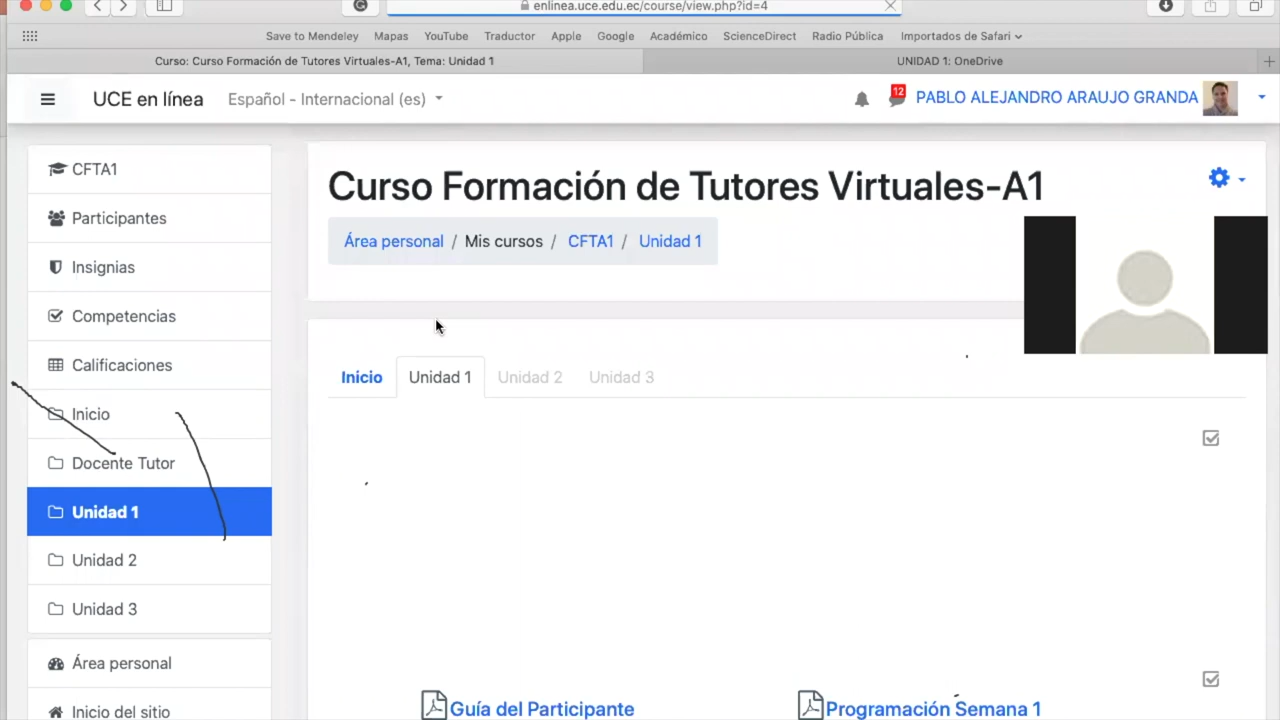 enlinea.uce.edu.ec/course/view.php?id=4
Save to Mendeley Mapas YouTube Traductor Apple Google Académico ScienceDirect Radio Pública Importados de Safari
Curso: Curso Formación de Tutores Virtuales-A1, Tema: Unidad 1 UNIDAD 1: OneDrive
UCE en línea Español - Internacional (es) 12 PABLO ALEJANDRO ARAUJO GRANDA
CFTA1
Participantes
Insignias
Competencias
Calificaciones
Inicio
Docente Tutor
Unidad 1
Unidad 2
Unidad 3
Área personal
Inicio del sitio
Curso Formación de Tutores Virtuales-A1
Área personal / Mis cursos / CFTA1 / Unidad 1
Inicio Unidad 1 Unidad 2 Unidad 3
Guía del Participante Programación Semana 1